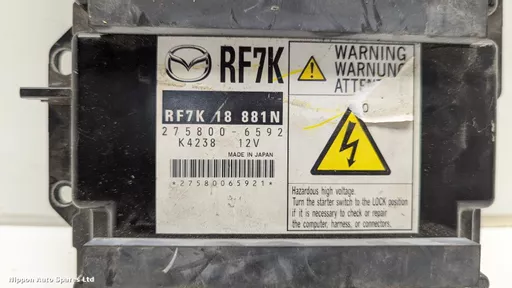 RF7K
RF7K 18 881N
275800-6592
K4238 12V
MADE IN JAPAN
*27580065921*
WARNING
WARNUNG
ATTEN
Hazardous high voltage.
Turn the starter switch to the LOCK position
if it is necessary to check or repair
the computer, harness, or connectors.
Nippon Auto Spares Ltd